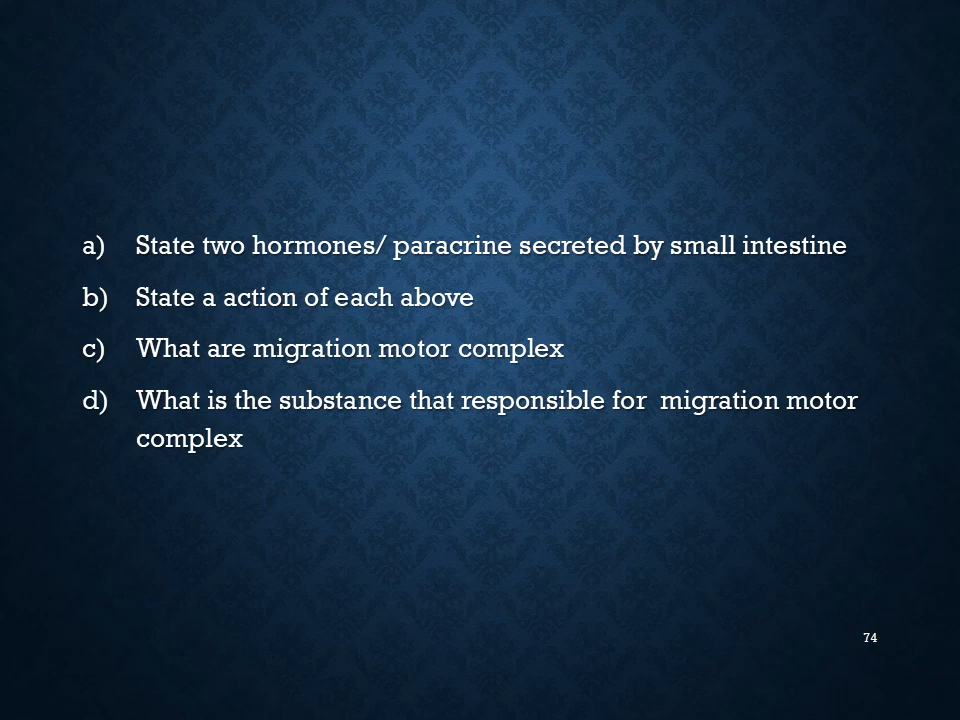 a) State two hormones/ paracrine secreted by small intestine
b) State a action of each above
c) What are migration motor complex
d) What is the substance that responsible for  migration motor
complex
74